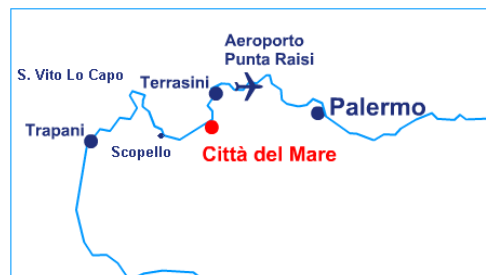 Aeroporto
Punta Raisi
S. Vito Lo Capo
Terrasini
Palermo
Trapani
Scopello
Città del Mare